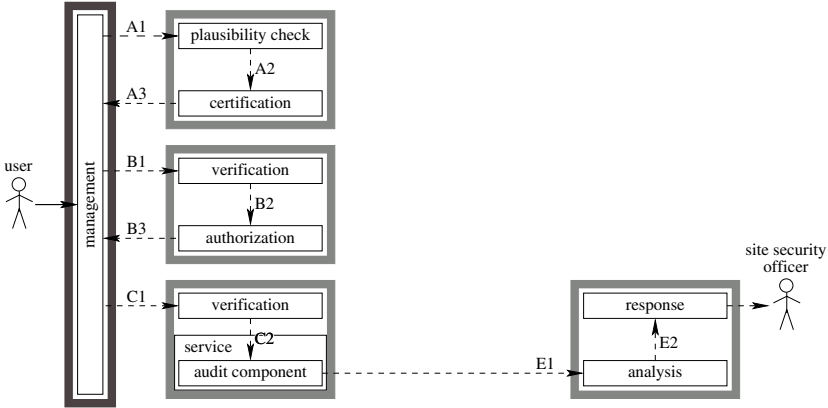 A1
plausibility check
A2
A3
certification
user
management
B1
verification
B2
B3
authorization
C1
verification
C2
service
audit component
E1
site security
officer
response
E2
analysis